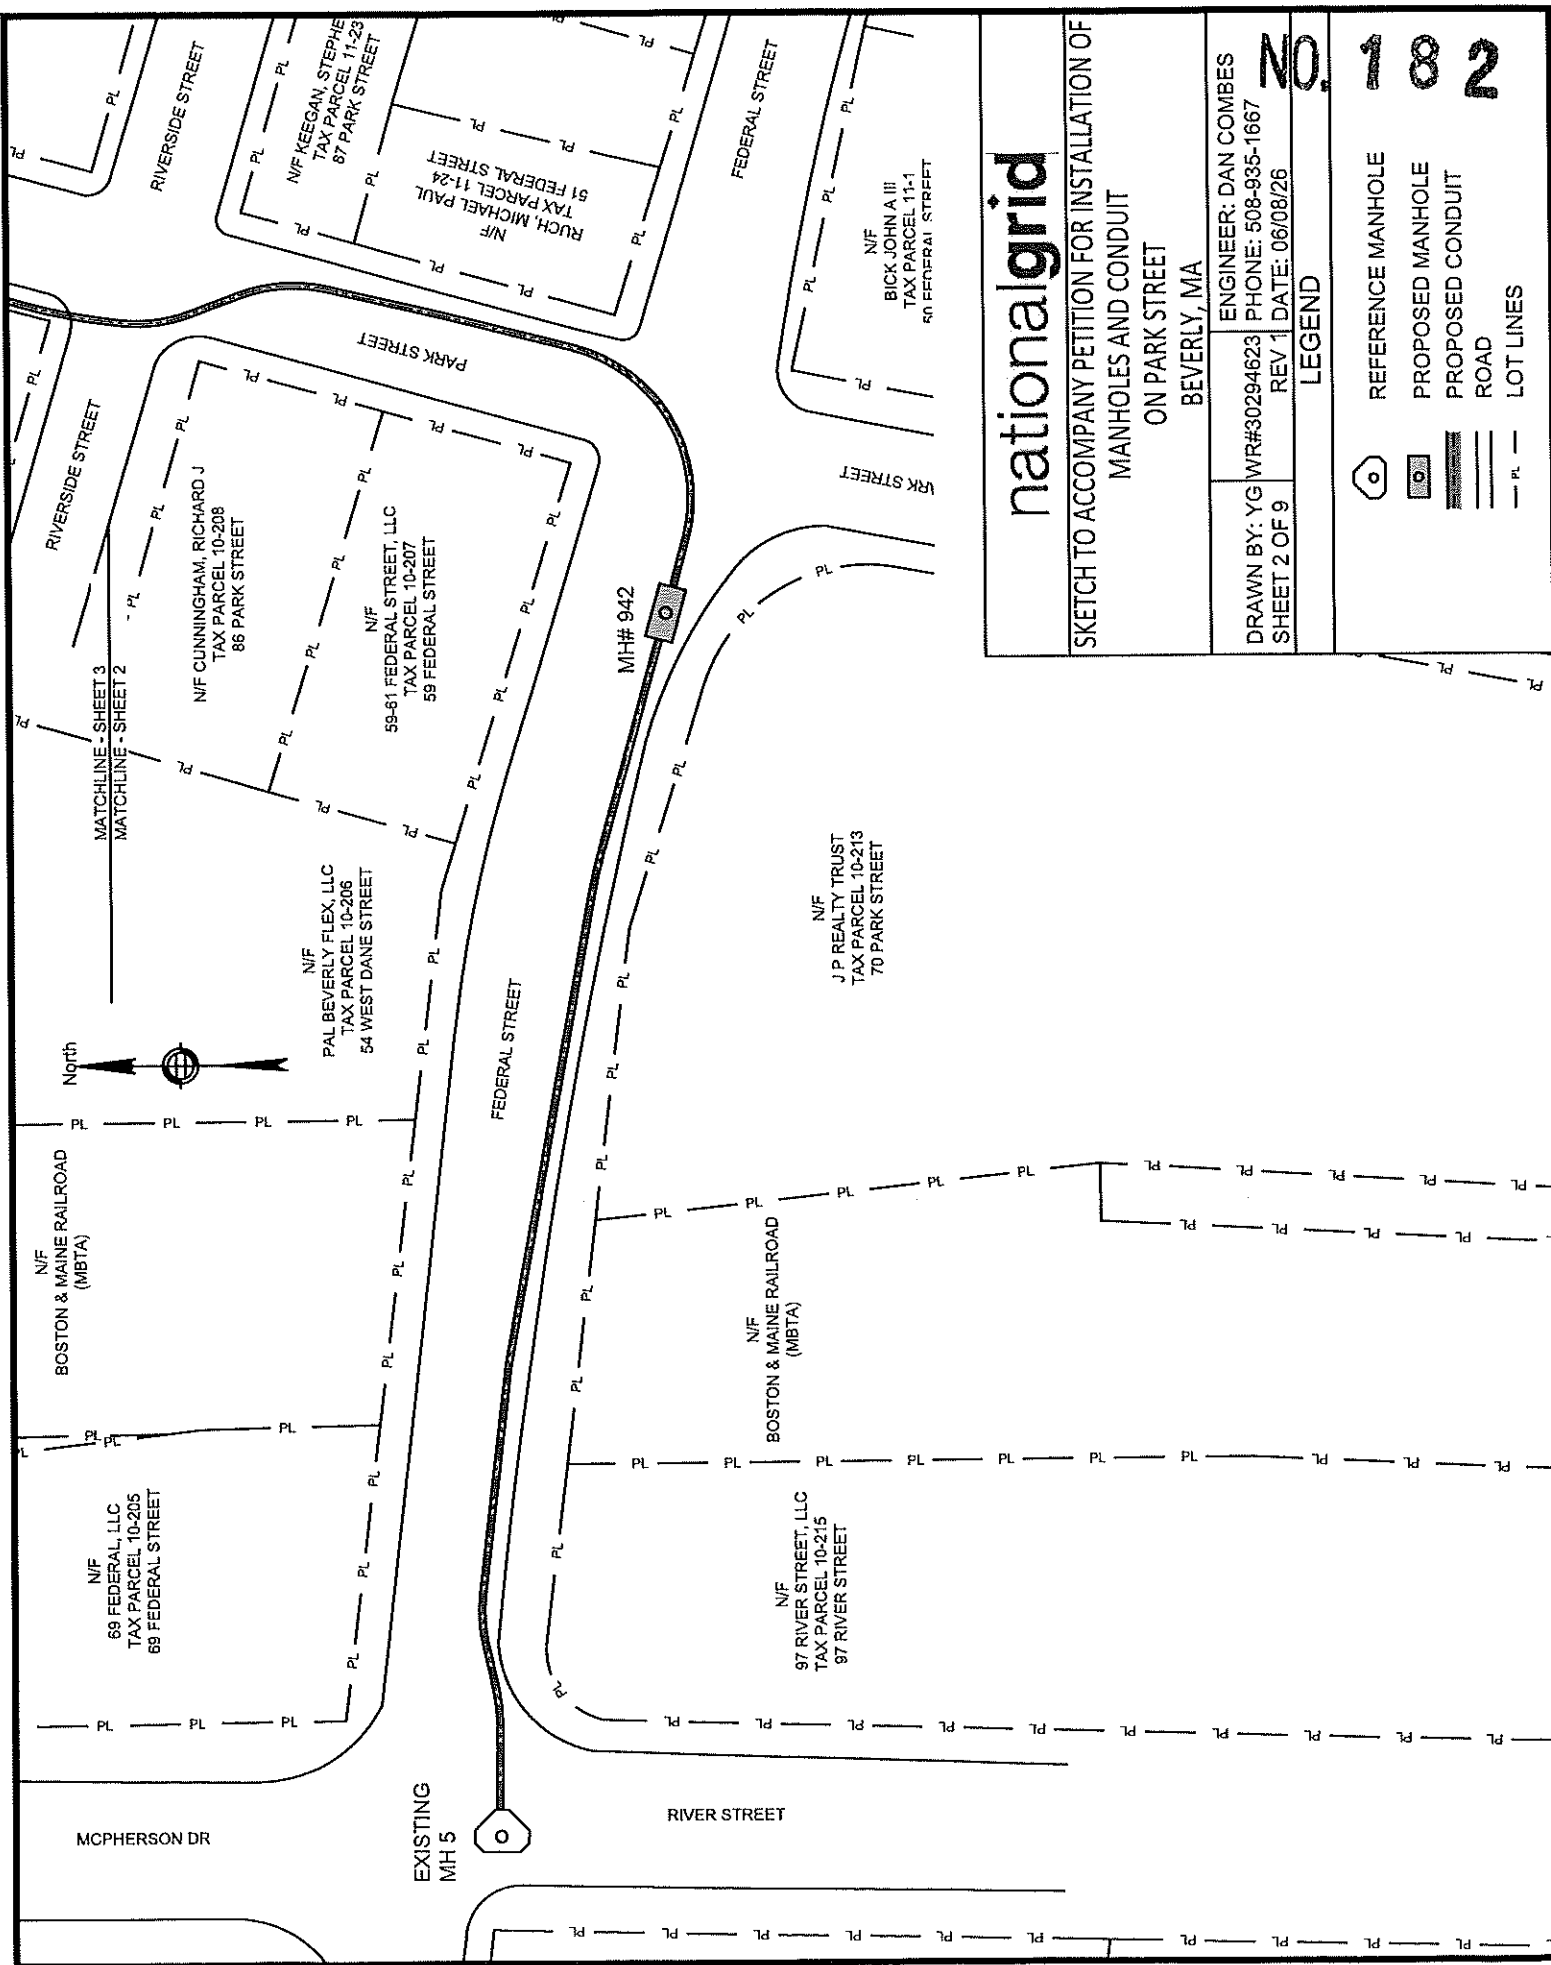 North
MATCHLINE - SHEET 3
MATCHLINE - SHEET 2
MCPHERSON DR
RIVER STREET
EXISTING
MH 5
N/F
69 FEDERAL, LLC
TAX PARCEL 10-205
69 FEDERAL STREET
N/F
BOSTON & MAINE RAILROAD
(MBTA)
N/F
PAL BEVERLY FLEX, LLC
TAX PARCEL 10-206
54 WEST DANE STREET
N/F CUNNINGHAM, RICHARD J
TAX PARCEL 10-208
86 PARK STREET
N/F
59-61 FEDERAL STREET, LLC
TAX PARCEL 10-207
59 FEDERAL STREET
RIVERSIDE STREET
RIVERSIDE STREET
N/F KEEGAN, STEPHE
TAX PARCEL 11-23
87 PARK STREET
N/F
RUCH, MICHAEL PAUL
TAX PARCEL 11-24
51 FEDERAL STREET
PARK STREET
FEDERAL STREET
FEDERAL STREET
MH# 942
ARK STREET
N/F
BICK JOHN A III
TAX PARCEL 11-1
50 FEDERAL STREET
N/F
J P REALTY TRUST
TAX PARCEL 10-213
70 PARK STREET
N/F
BOSTON & MAINE RAILROAD
(MBTA)
N/F
97 RIVER STREET, LLC
TAX PARCEL 10-215
97 RIVER STREET
nationalgrid
SKETCH TO ACCOMPANY PETITION FOR INSTALLATION OF
MANHOLES AND CONDUIT
ON PARK STREET
BEVERLY, MA
DRAWN BY: YG WR#30294623 ENGINEER: DAN COMBES
PHONE: 508-935-1667
SHEET 2 OF 9 REV 1 DATE: 06/08/26
LEGEND
REFERENCE MANHOLE
PROPOSED MANHOLE
PROPOSED CONDUIT
ROAD
PL LOT LINES
NO. 182